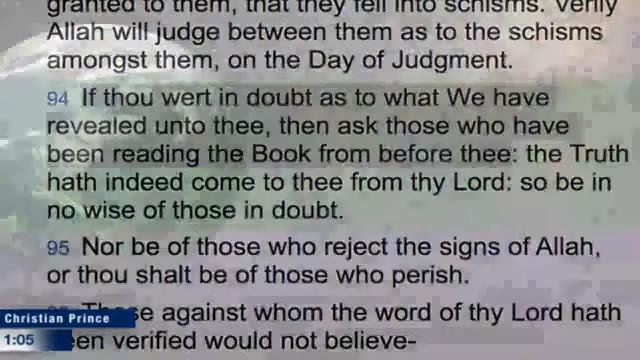 granted to them, that they fell into schisms. Verily
Allah will judge between them as to the schisms
amongst them, on the Day of Judgment.
94 If thou wert in doubt as to what We have
revealed unto thee, then ask those who have
been reading the Book from before thee: the Truth
hath indeed come to thee from thy Lord: so be in
no wise of those in doubt.
95 Nor be of those who reject the signs of Allah,
or thou shalt be of those who perish.
against whom the word of thy Lord hath
verified would not believe-
Christian Prince
1:05